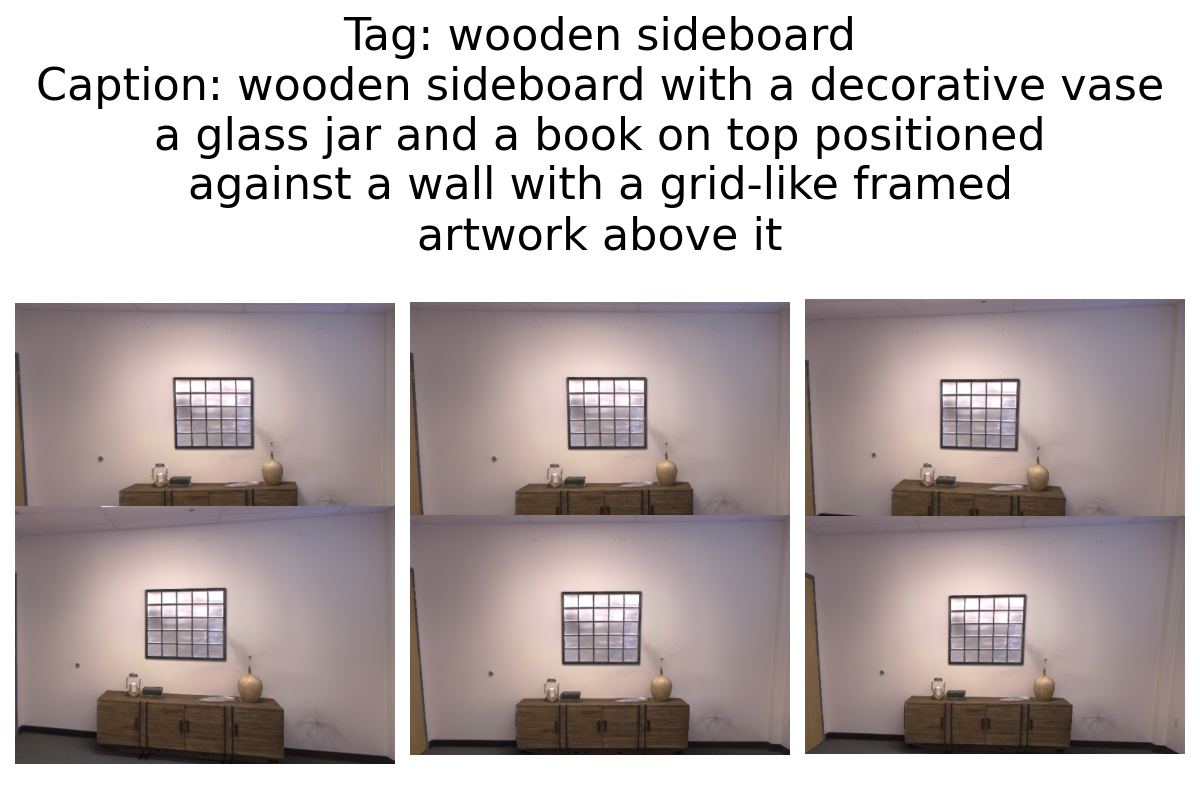 Tag: wooden sideboard
Caption: wooden sideboard with a decorative vase
a glass jar and a book on top positioned
against a wall with a grid-like framed
artwork above it